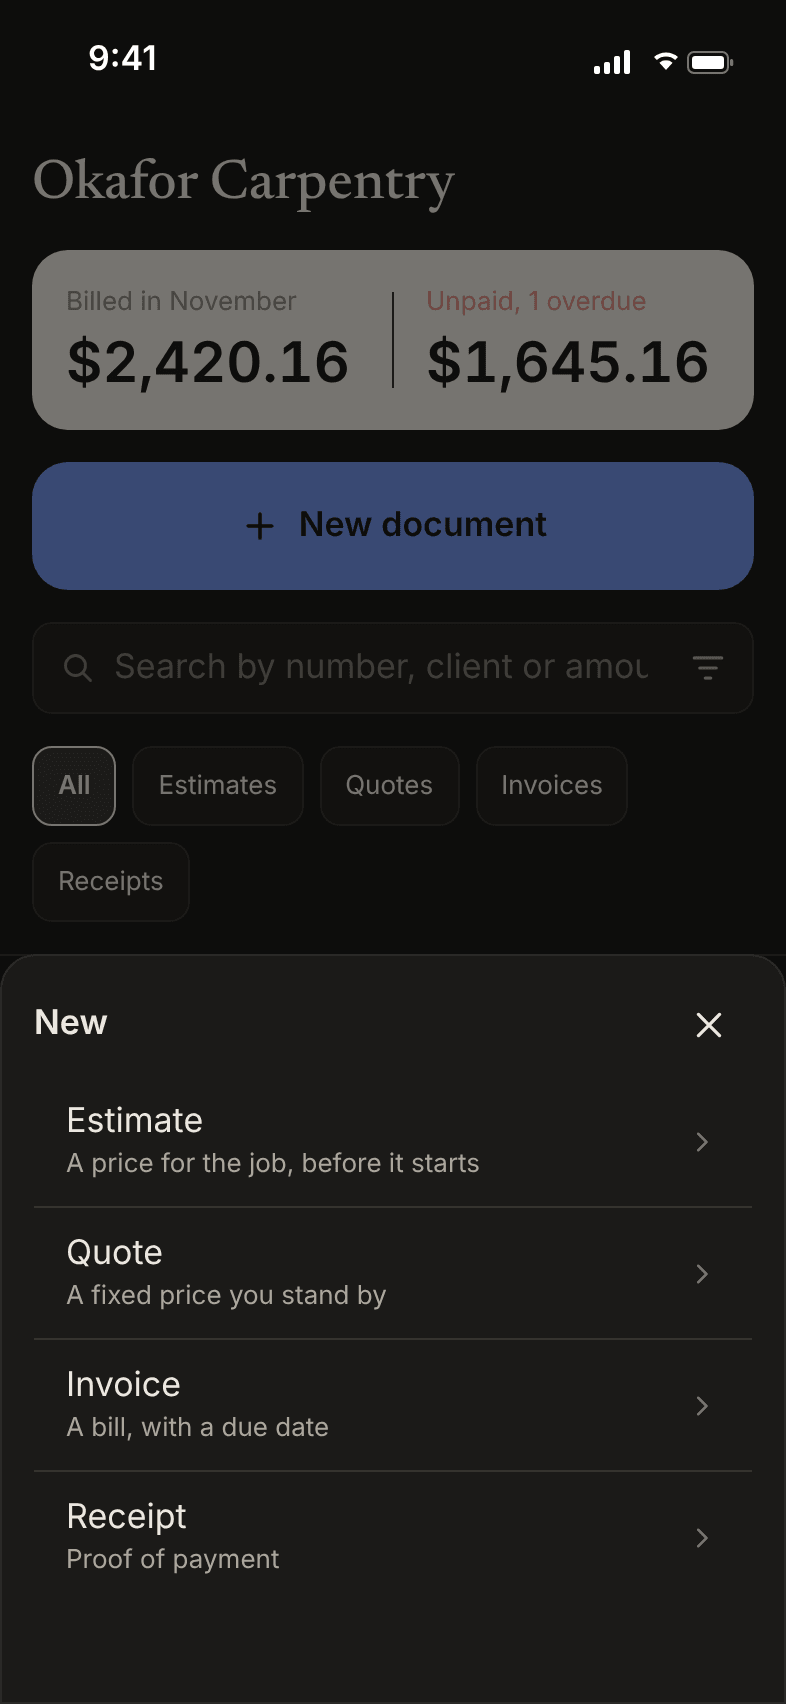 9:41
Okafor Carpentry
Billed in November
$2,420.16
Unpaid, 1 overdue
$1,645.16
New document
Search by number, client or amou
All
Estimates
Quotes
Invoices
Receipts
New
Estimate
A price for the job, before it starts
Quote
A fixed price you stand by
Invoice
A bill, with a due date
Receipt
Proof of payment